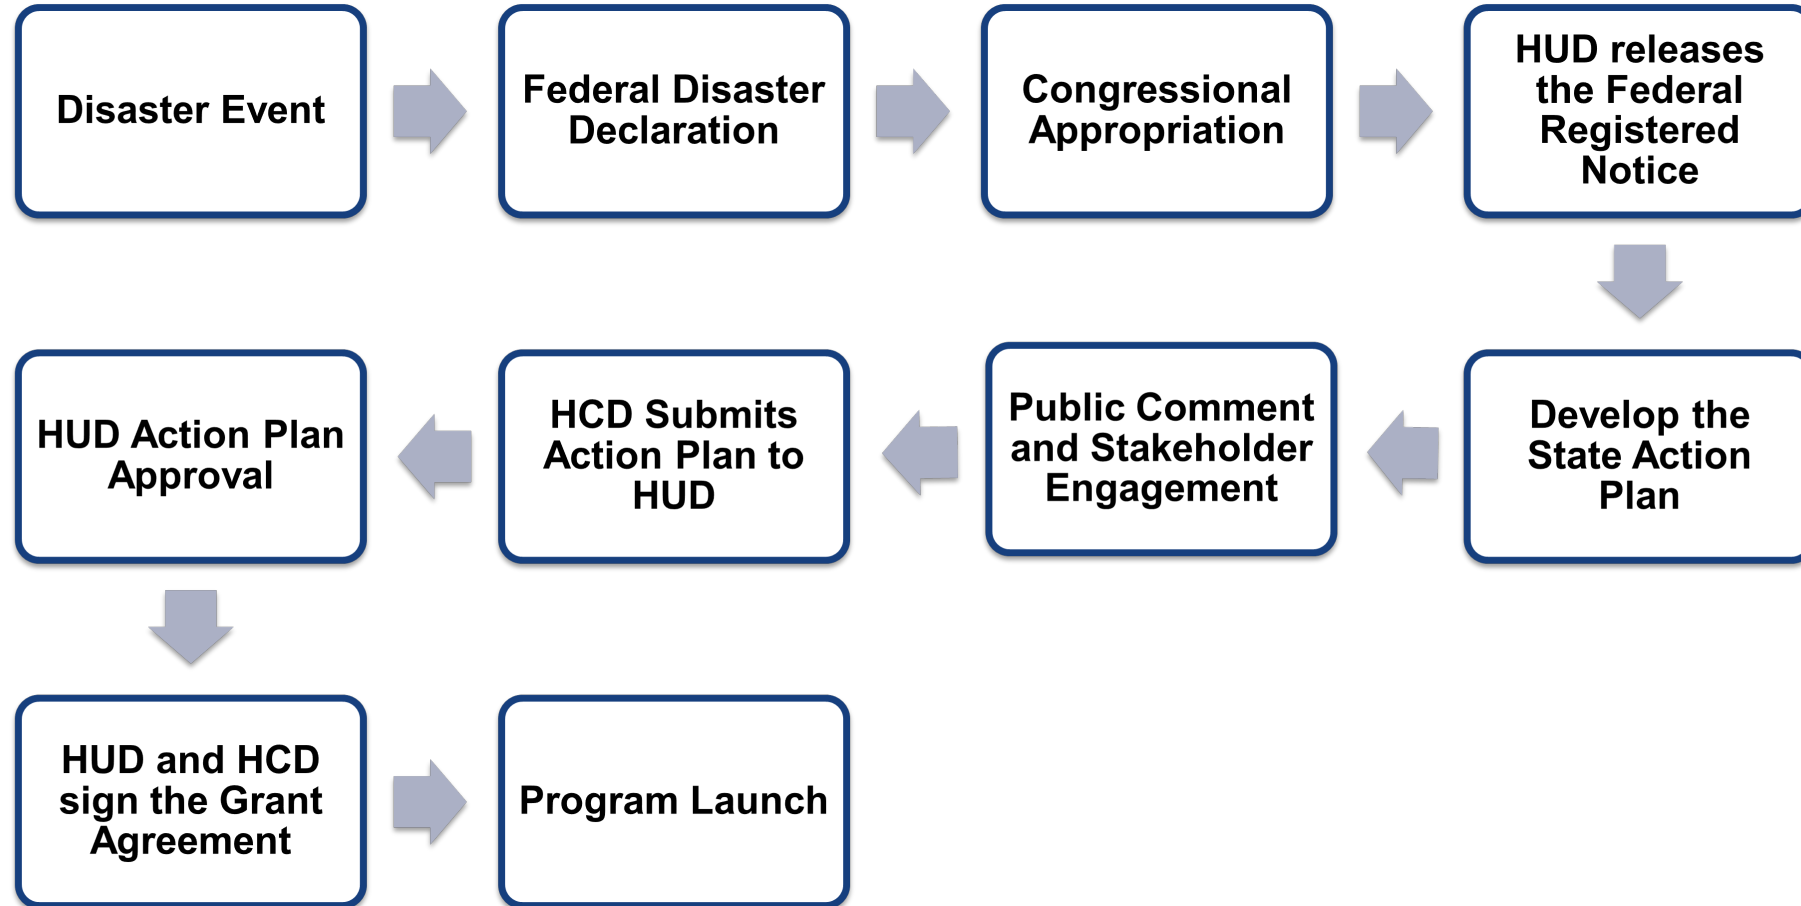 Disaster Event
Federal Disaster
Declaration
Congressional
Appropriation
HUD releases
the Federal
Registered
Notice
Develop the
State Action
Plan
Public Comment
and Stakeholder
Engagement
HCD Submits
Action Plan to
HUD
HUD Action Plan
Approval
HUD and HCD
sign the Grant
Agreement
Program Launch